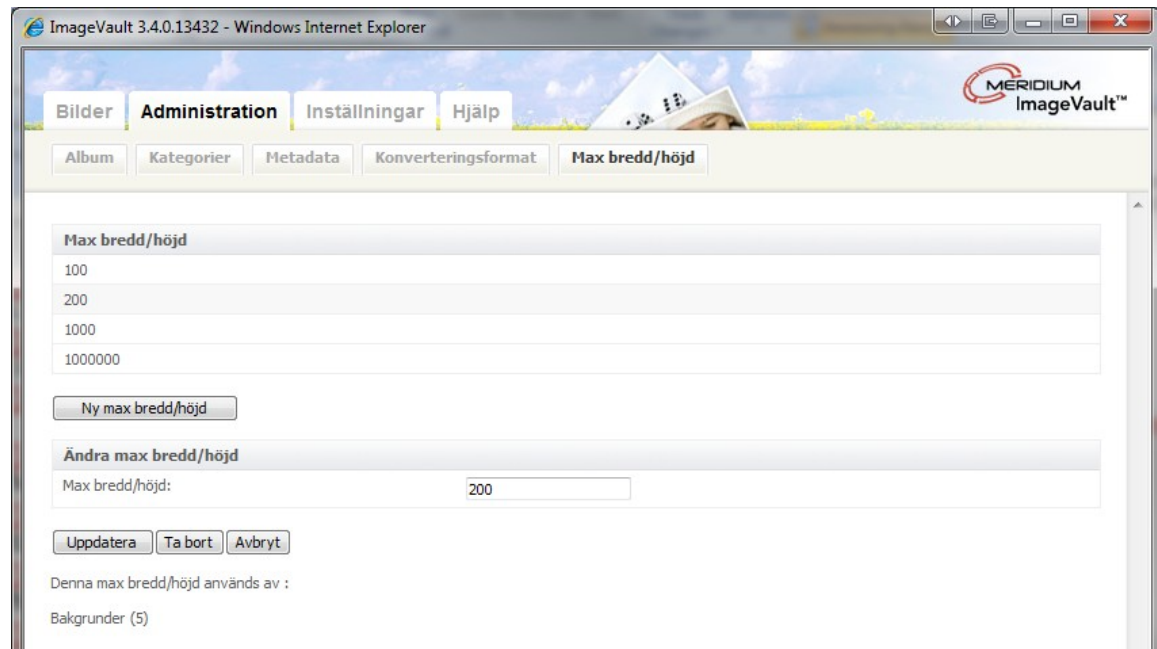 ImageVault 3.4.0.13432 - Windows Internet Explorer
MERIDIUM
ImageVault™
Bilder Administration Inställningar Hjälp
Album Kategorier Metadata Konverteringsformat Max bredd/höjd
Max bredd/höjd
100
200
1000
1000000
Ny max bredd/höjd
Ändra max bredd/höjd
Max bredd/höjd: 200
Uppdatera Ta bort Avbryt
Denna max bredd/höjd används av :
Bakgrunder (5)